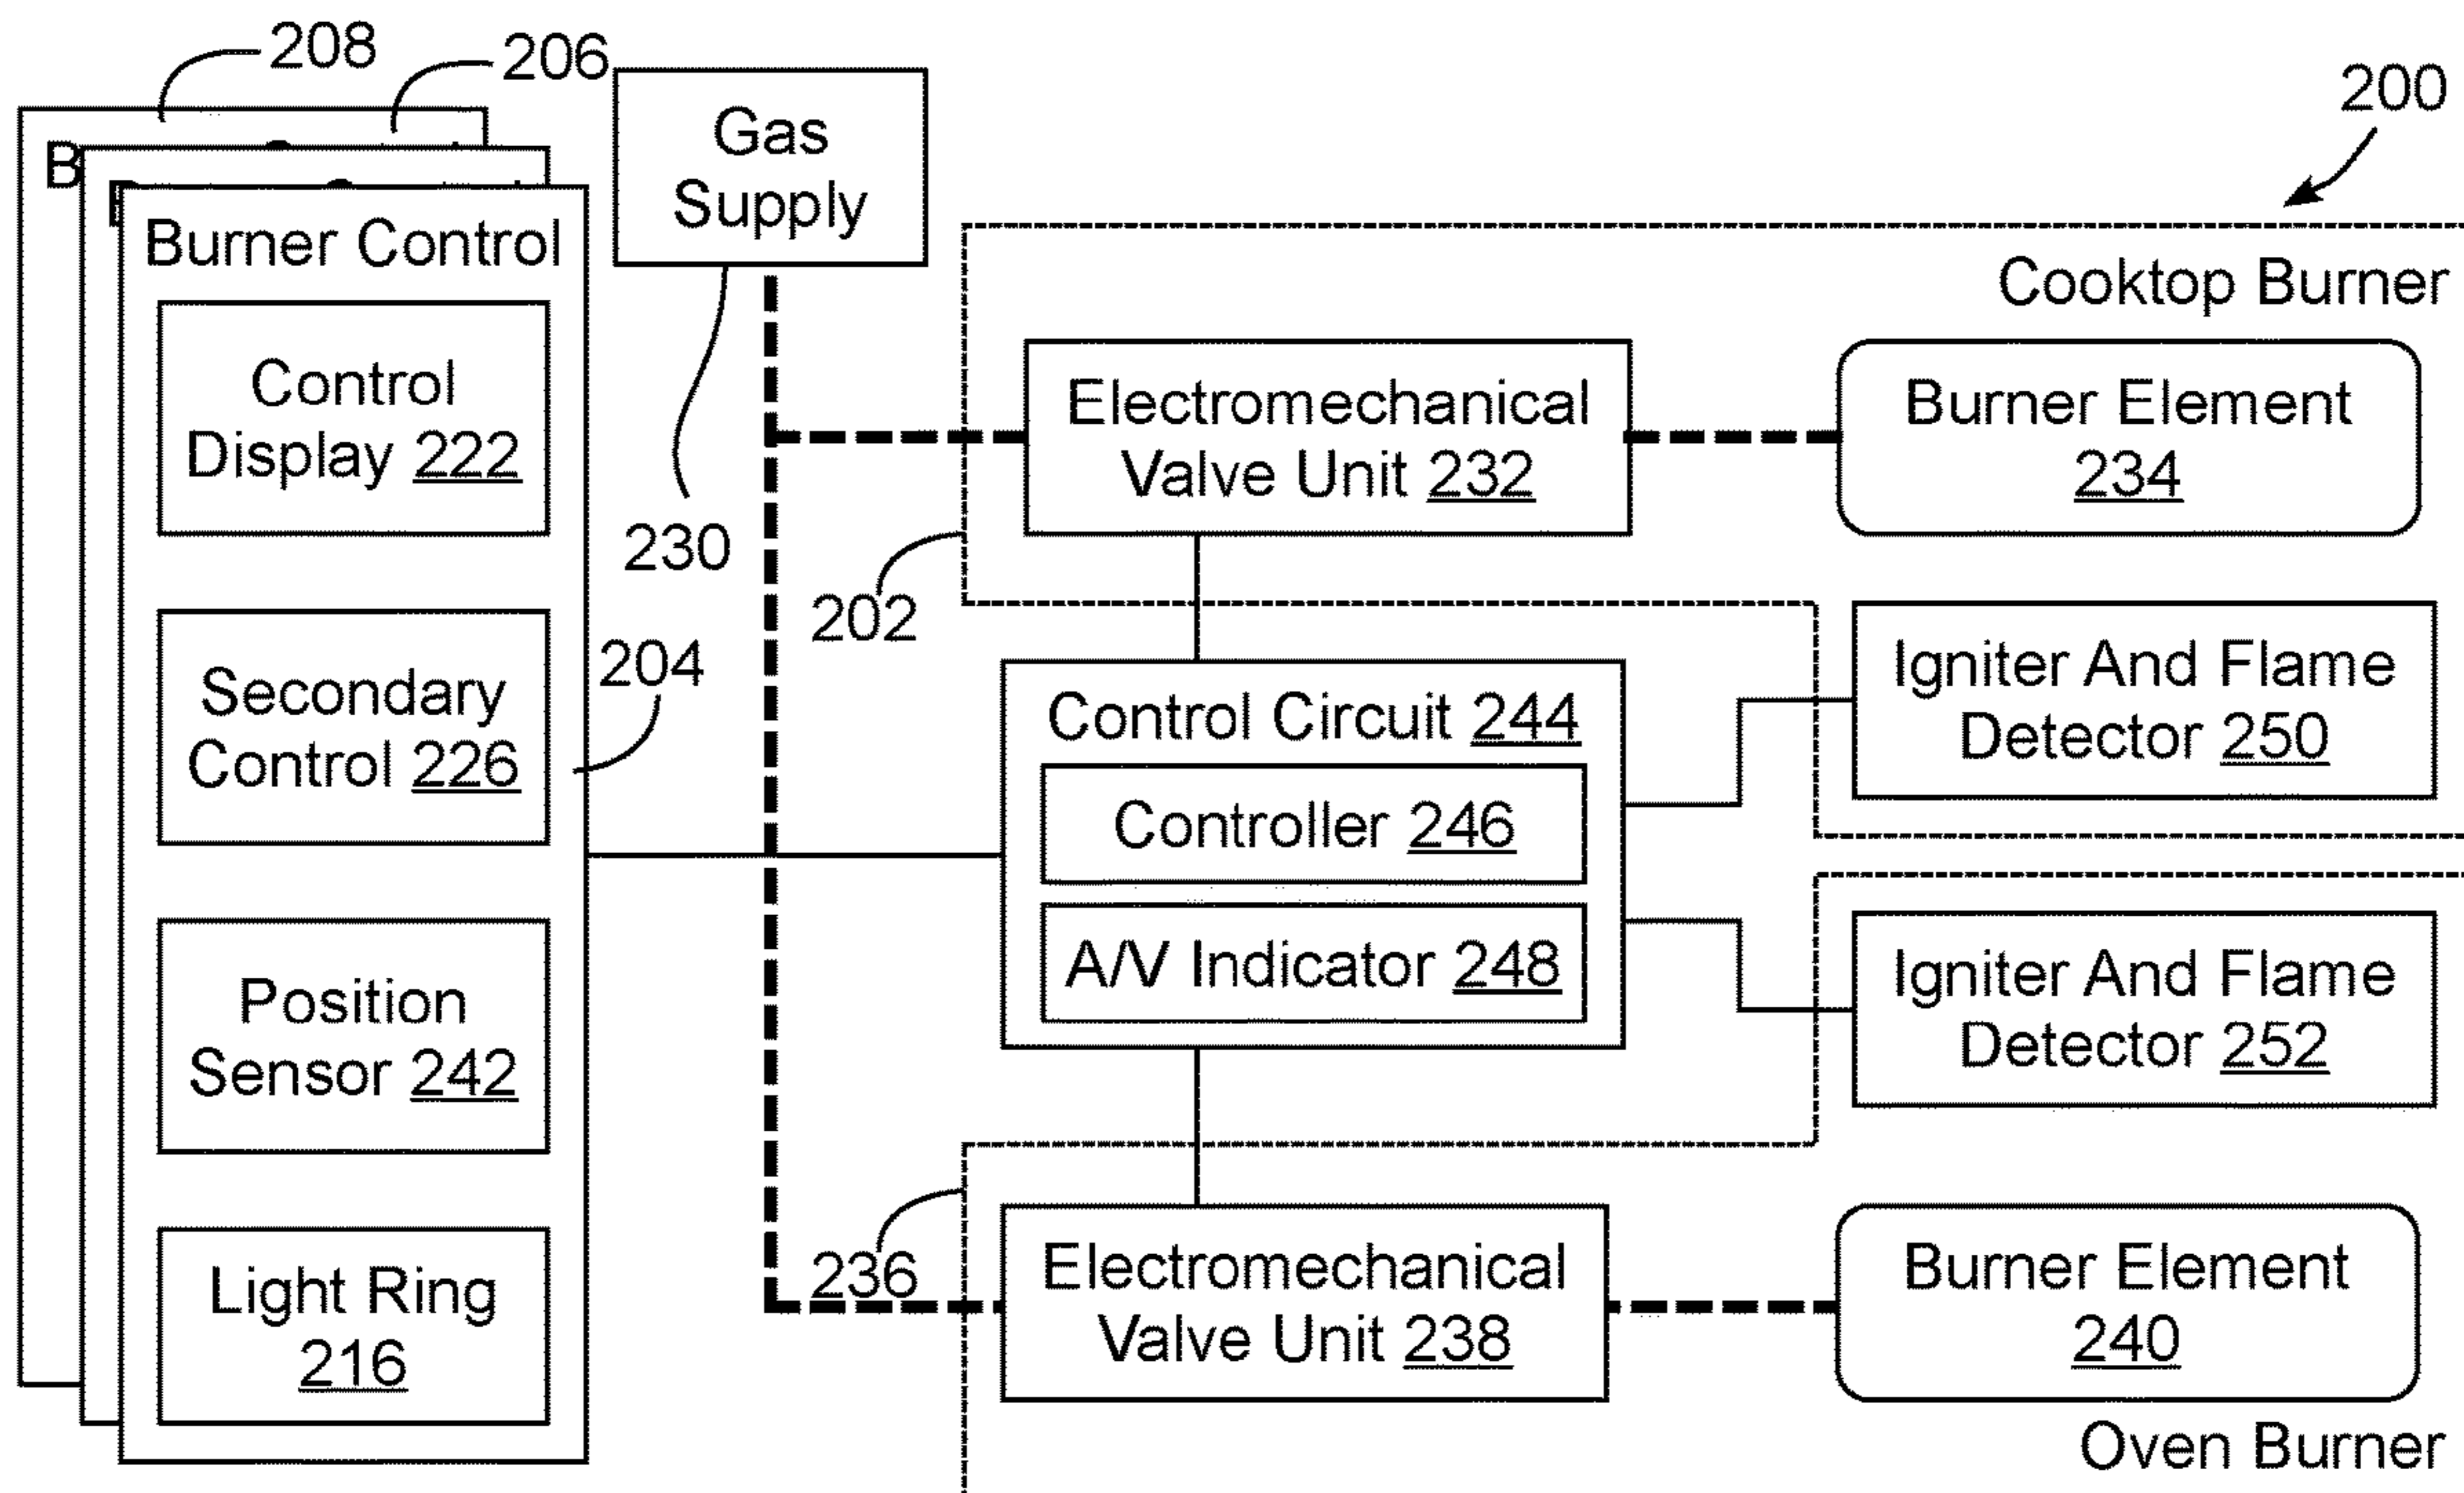 208
206
200
Gas
Supply
B
Burner Control
Cooktop Burner
Control
Display 222
Electromechanical
Valve Unit 232
Burner Element
234
230
202
Secondary
Control 226
204
Control Circuit 244
Controller 246
A/V Indicator 248
Igniter And Flame
Detector 250
Position
Sensor 242
Igniter And Flame
Detector 252
236
Light Ring
216
Electromechanical
Valve Unit 238
Burner Element
240
Oven Burner